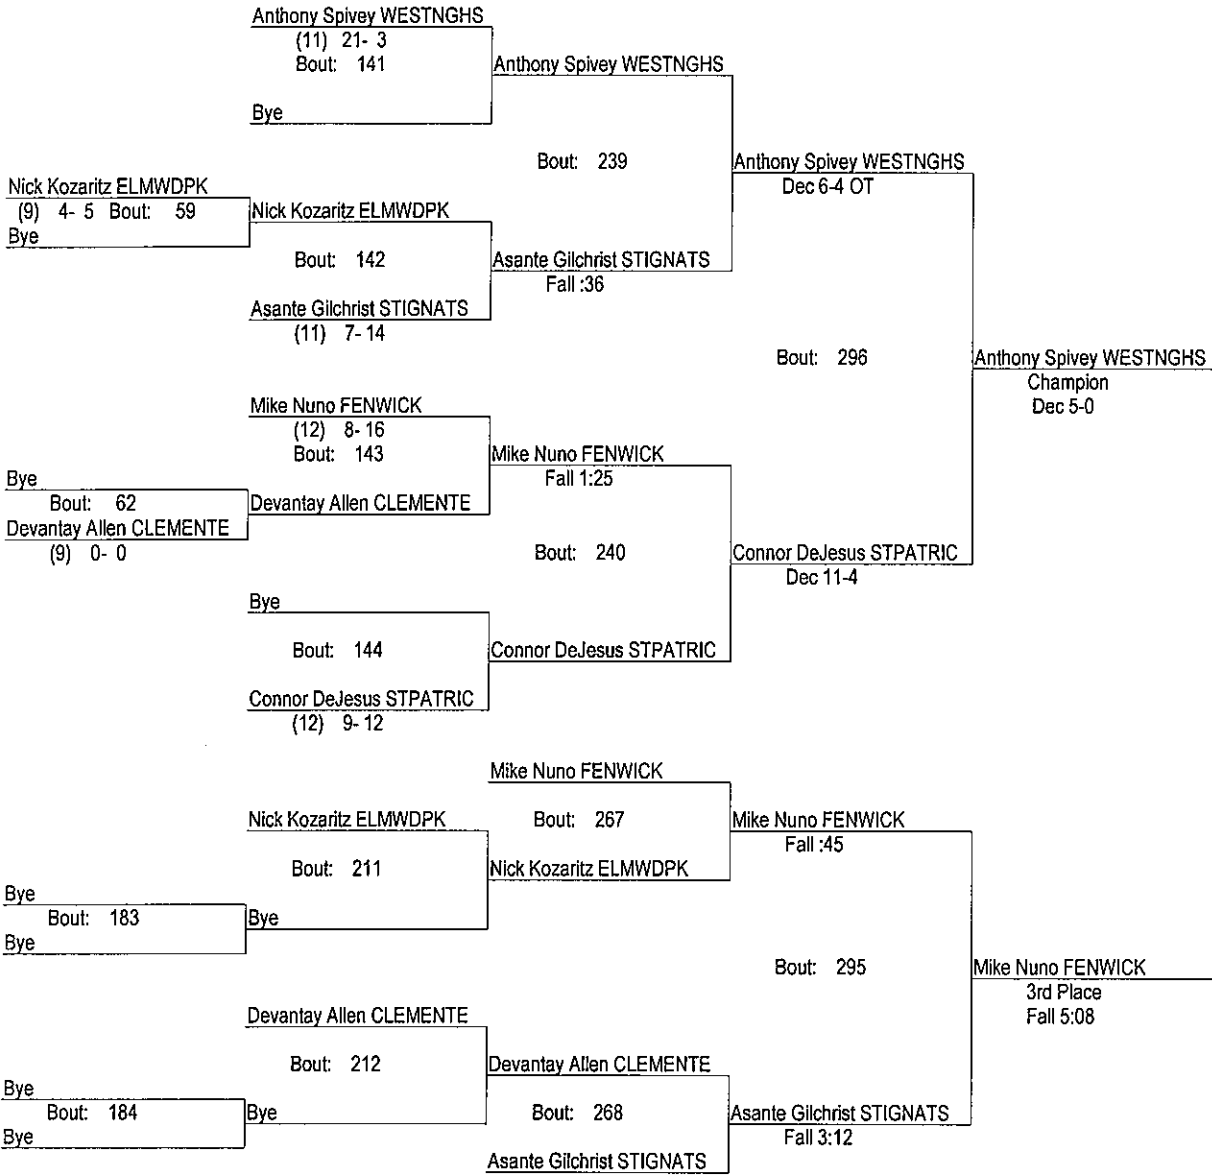 Anthony Spivey WESTNGHS
(11) 21- 3
Bout: 141
Anthony Spivey WESTNGHS
Bye
Bout: 239
Anthony Spivey WESTNGHS
Dec 6-4 OT
Nick Kozaritz ELMWDPK
(9) 4- 5 Bout: 59
Bye
Nick Kozaritz ELMWDPK
Bout: 142
Asante Gilchrist STIGNATS
Fall :36
Asante Gilchrist STIGNATS
(11) 7- 14
Bout: 296
Anthony Spivey WESTNGHS
Champion
Dec 5-0
Mike Nuno FENWICK
(12) 8- 16
Bout: 143
Mike Nuno FENWICK
Fall 1:25
Bye
Bout: 62
Devantay Allen CLEMENTE
(9) 0- 0
Devantay Allen CLEMENTE
Bout: 240
Connor DeJesus STPATRIC
Dec 11-4
Bye
Bout: 144
Connor DeJesus STPATRIC
Connor DeJesus STPATRIC
(12) 9- 12
Mike Nuno FENWICK
Nick Kozaritz ELMWDPK
Bout: 267
Mike Nuno FENWICK
Fall :45
Bout: 211
Nick Kozaritz ELMWDPK
Bye
Bout: 183
Bye
Bye
Bout: 295
Mike Nuno FENWICK
3rd Place
Fall 5:08
Devantay Allen CLEMENTE
Bout: 212
Devantay Allen CLEMENTE
Bye
Bout: 184
Bye
Bye
Bout: 268
Asante Gilchrist STIGNATS
Fall 3:12
Asante Gilchrist STIGNATS